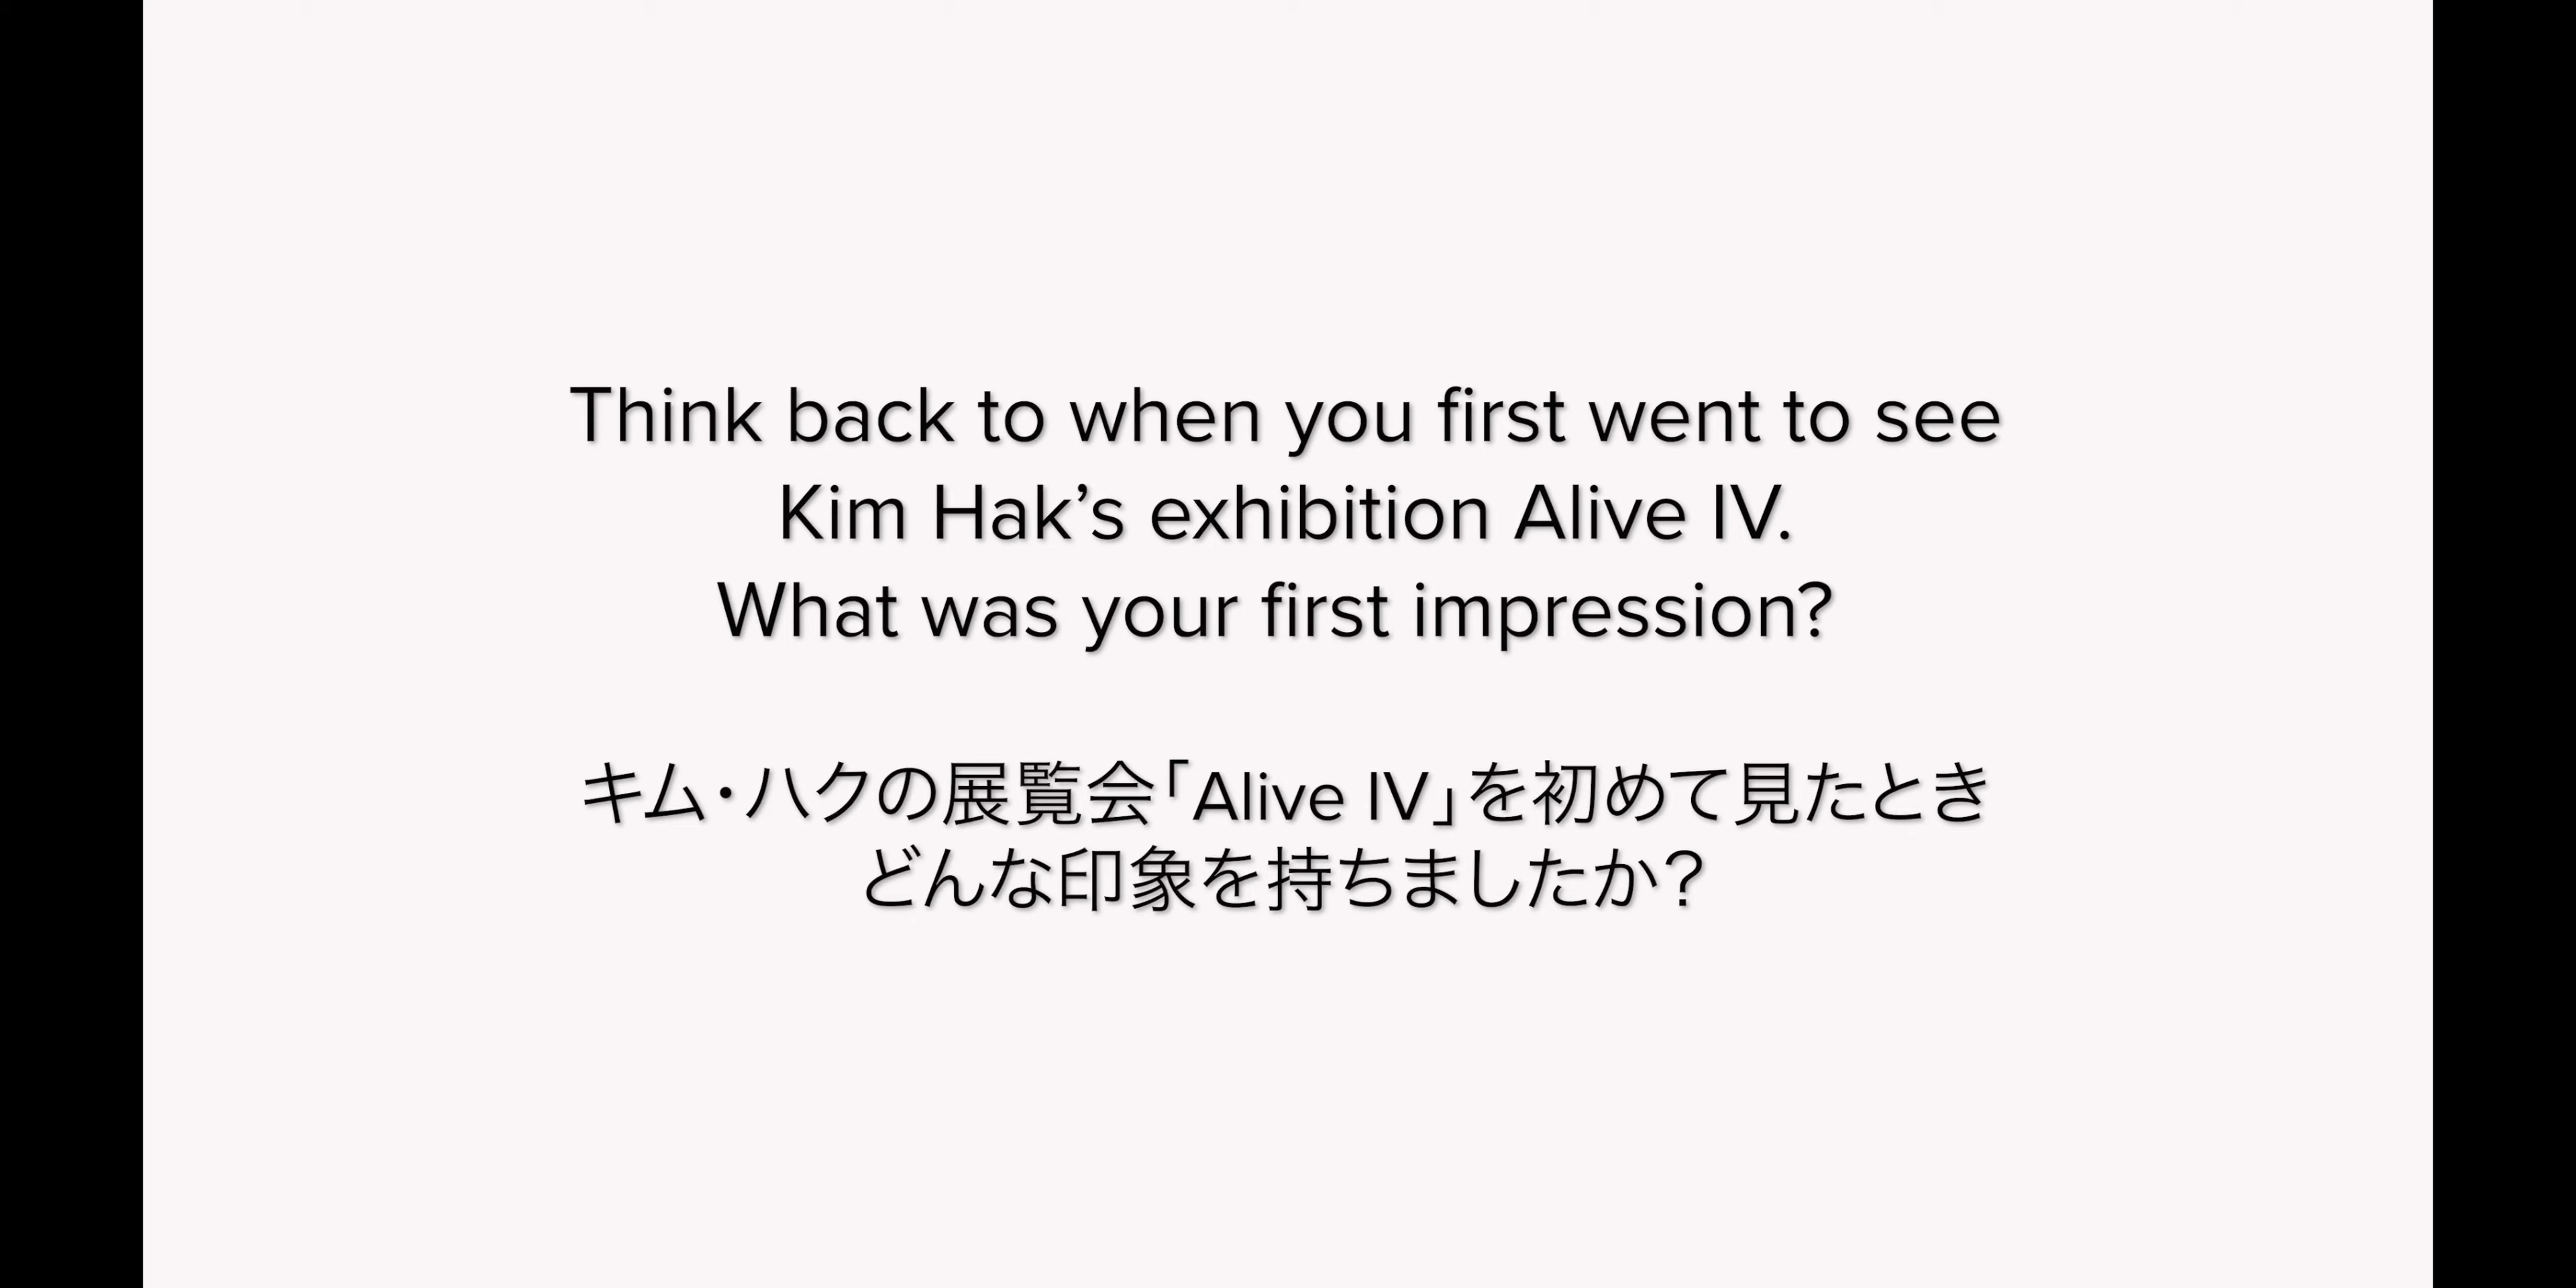 Think back to when you first went to see
Kim Hak’s exhibition Alive IV.
What was your first impression?
キム・ハクの展覧会「Alive IV」を初めて見たとき
どんな印象を持ちましたか?